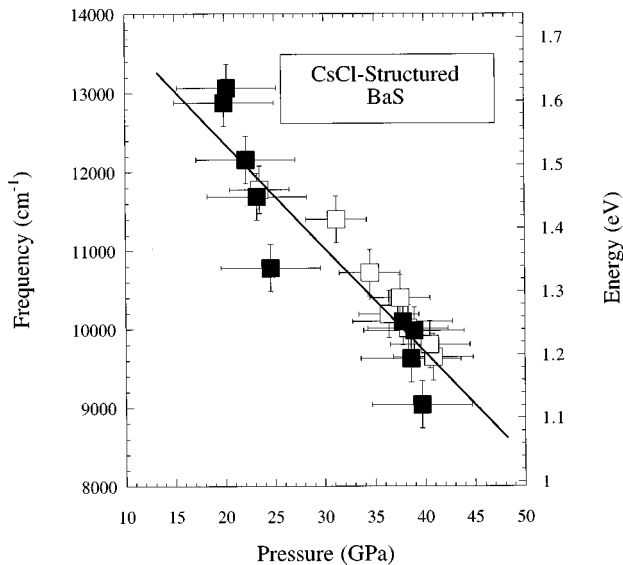 CsCl-Structured
BaS
14000
13000
12000
11000
10000
9000
8000
Frequency (cm⁻¹)
1.7
1.6
1.5
1.4
1.3
1.2
1.1
1
Energy (eV)
10 15 20 25 30 35 40 45 50
Pressure (GPa)